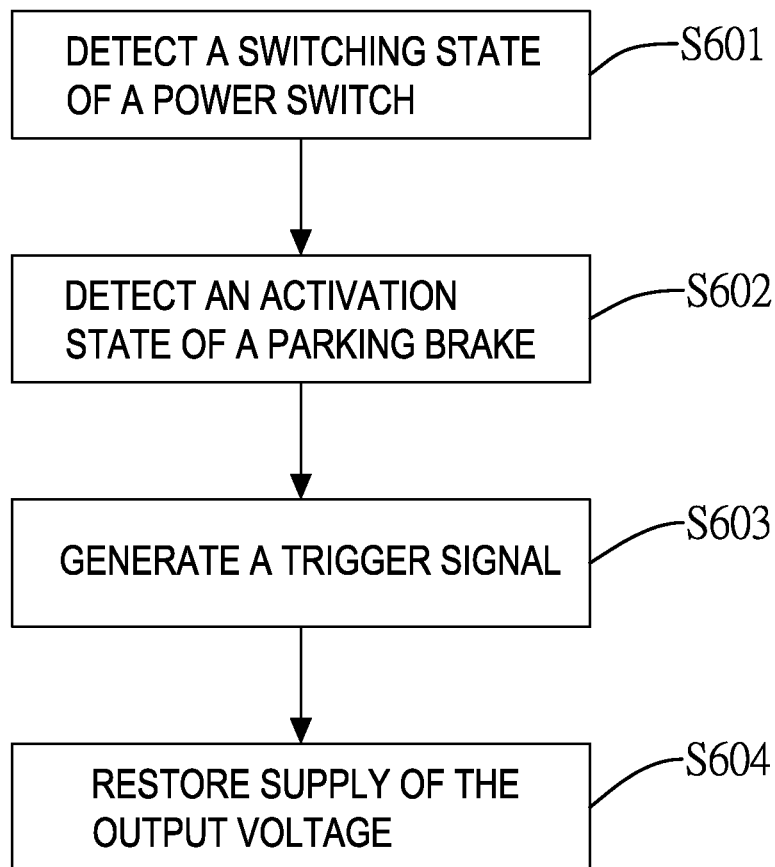 DETECT A SWITCHING STATE
OF A POWER SWITCH
S601
DETECT AN ACTIVATION
STATE OF A PARKING BRAKE
S602
GENERATE A TRIGGER SIGNAL
S603
RESTORE SUPPLY OF THE
OUTPUT VOLTAGE
S604